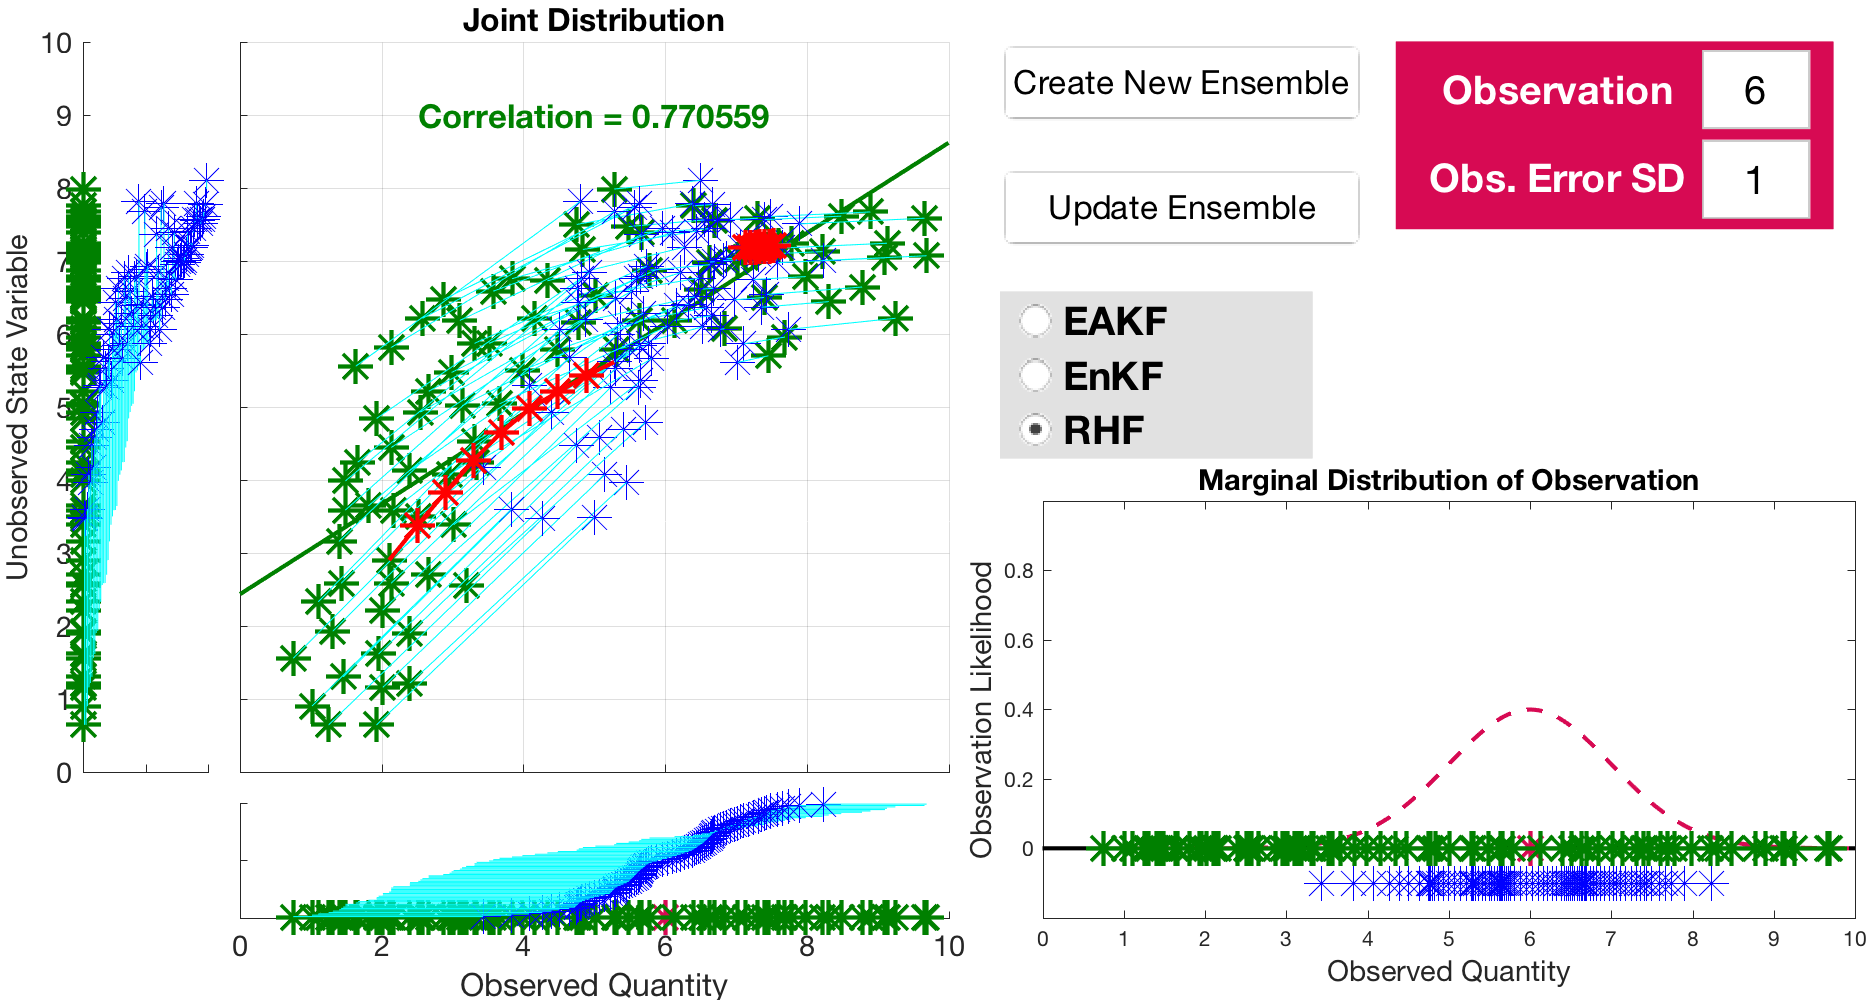 Joint Distribution
Correlation = 0.770559
Unobserved State Variable
10
9
8
7
6
5
4
3
2
1
0
0 2 4 6 8 10
Observed Quantity
Create New Ensemble
Update Ensemble
Observation 6
Obs. Error SD 1
EAKF
EnKF
RHF
Marginal Distribution of Observation
Observation Likelihood
0.8
0.6
0.4
0.2
0
0 1 2 3 4 5 6 7 8 9 10
Observed Quantity